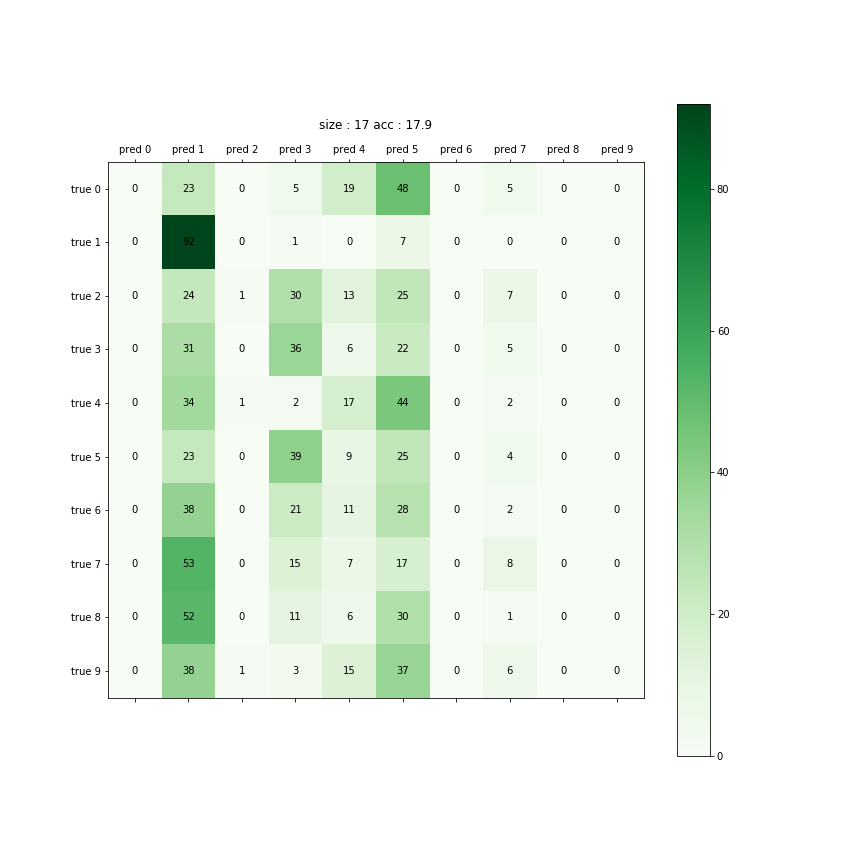 size : 17 acc : 17.9
pred 0 pred 1 pred 2 pred 3 pred 4 pred 5 pred 6 pred 7 pred 8 pred 9
true 0 0 23 0 5 19 48 0 5 0 0
80
true 1 0 92 0 1 0 7 0 0 0 0
true 2 0 24 1 30 13 25 0 7 0 0
60
true 3 0 31 0 36 6 22 0 5 0 0
true 4 0 34 1 2 17 44 0 2 0 0
true 5 0 23 0 39 9 25 0 4 0 0
40
true 6 0 38 0 21 11 28 0 2 0 0
true 7 0 53 0 15 7 17 0 8 0 0
true 8 0 52 0 11 6 30 0 1 0 0
20
true 9 0 38 1 3 15 37 0 6 0 0
0